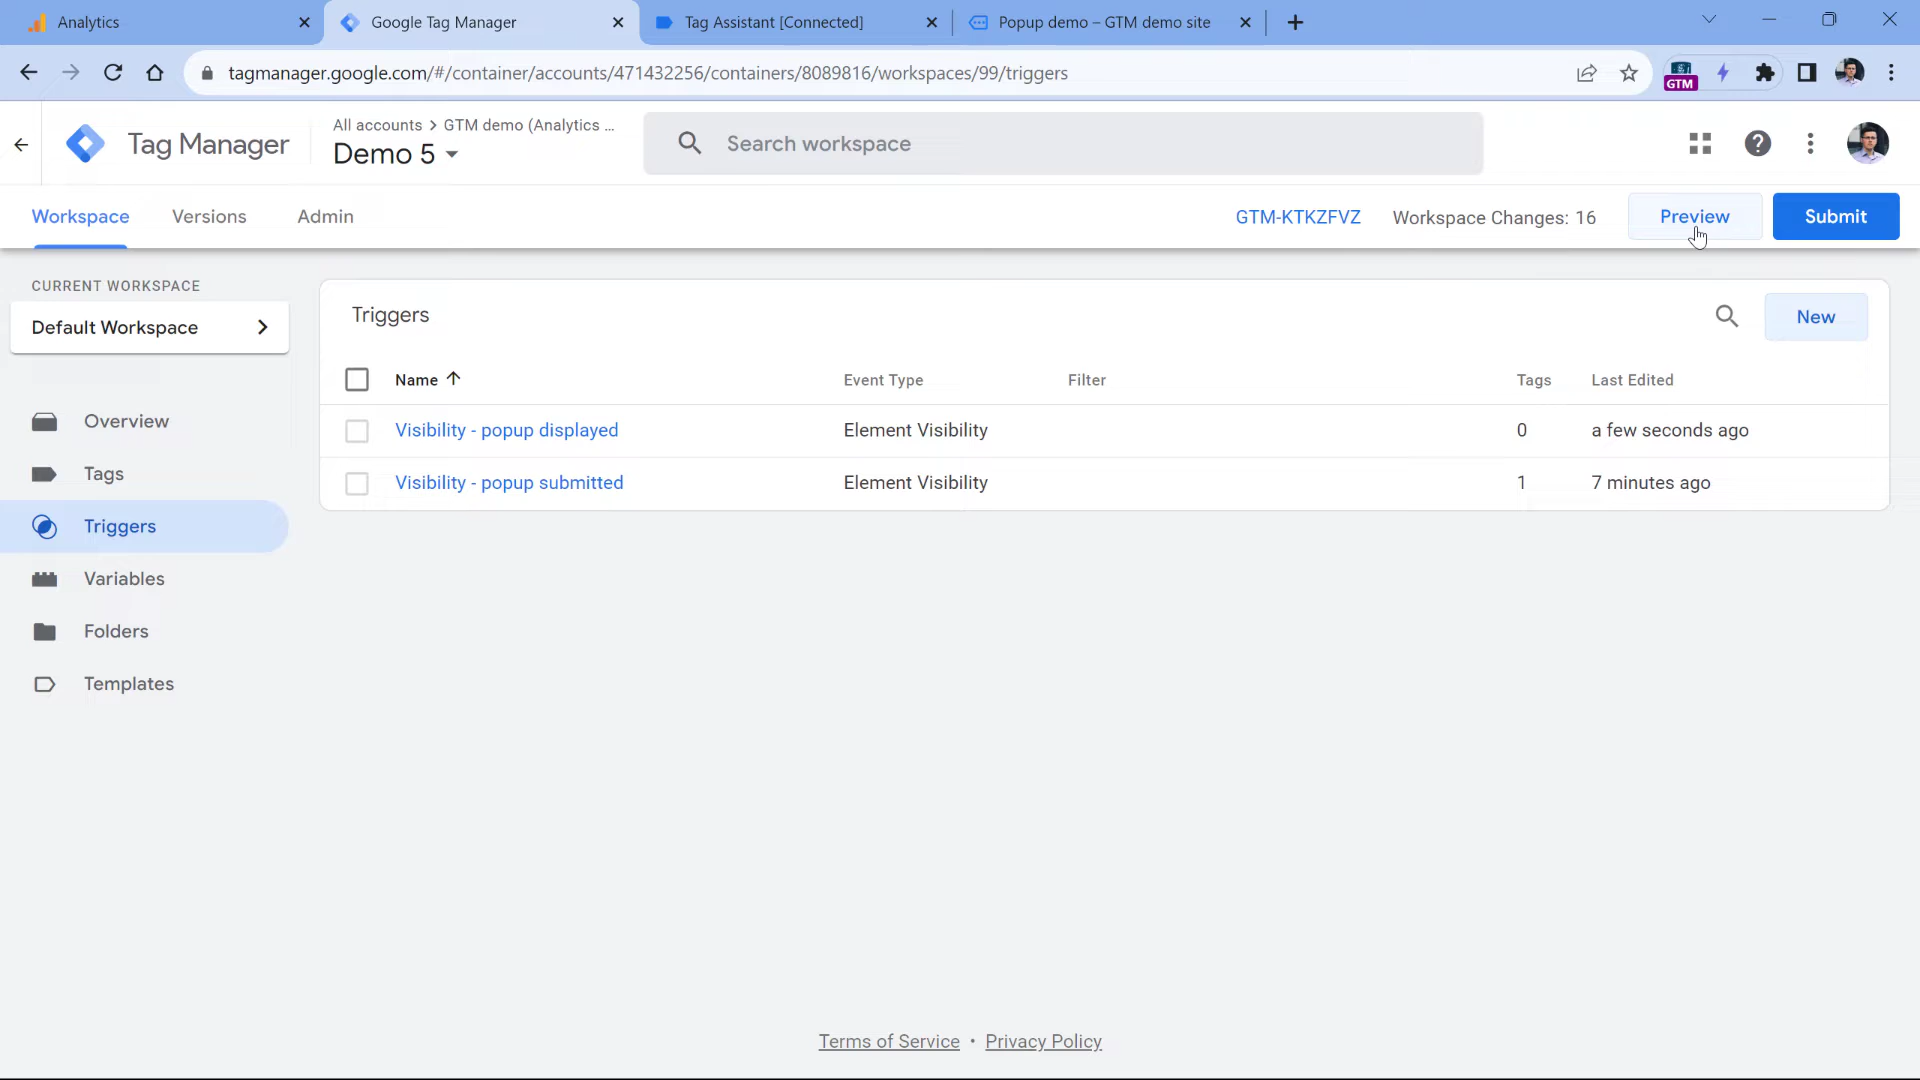 Analytics
Google Tag Manager
Tag Assistant [Connected]
Popup demo – GTM demo site
tagmanager.google.com/#/container/accounts/471432256/containers/8089816/workspaces/99/triggers
GTM
Tag Manager
All accounts > GTM demo (Analytics ...
Demo 5
Search workspace
Workspace
Versions
Admin
GTM-KTKZFVZ
Workspace Changes: 16
Preview
Submit
CURRENT WORKSPACE
Default Workspace
Overview
Tags
Triggers
Variables
Folders
Templates
Triggers
New
Name Event Type Filter Tags Last Edited
Visibility - popup displayed Element Visibility 0 a few seconds ago
Visibility - popup submitted Element Visibility 1 7 minutes ago
Terms of Service • Privacy Policy